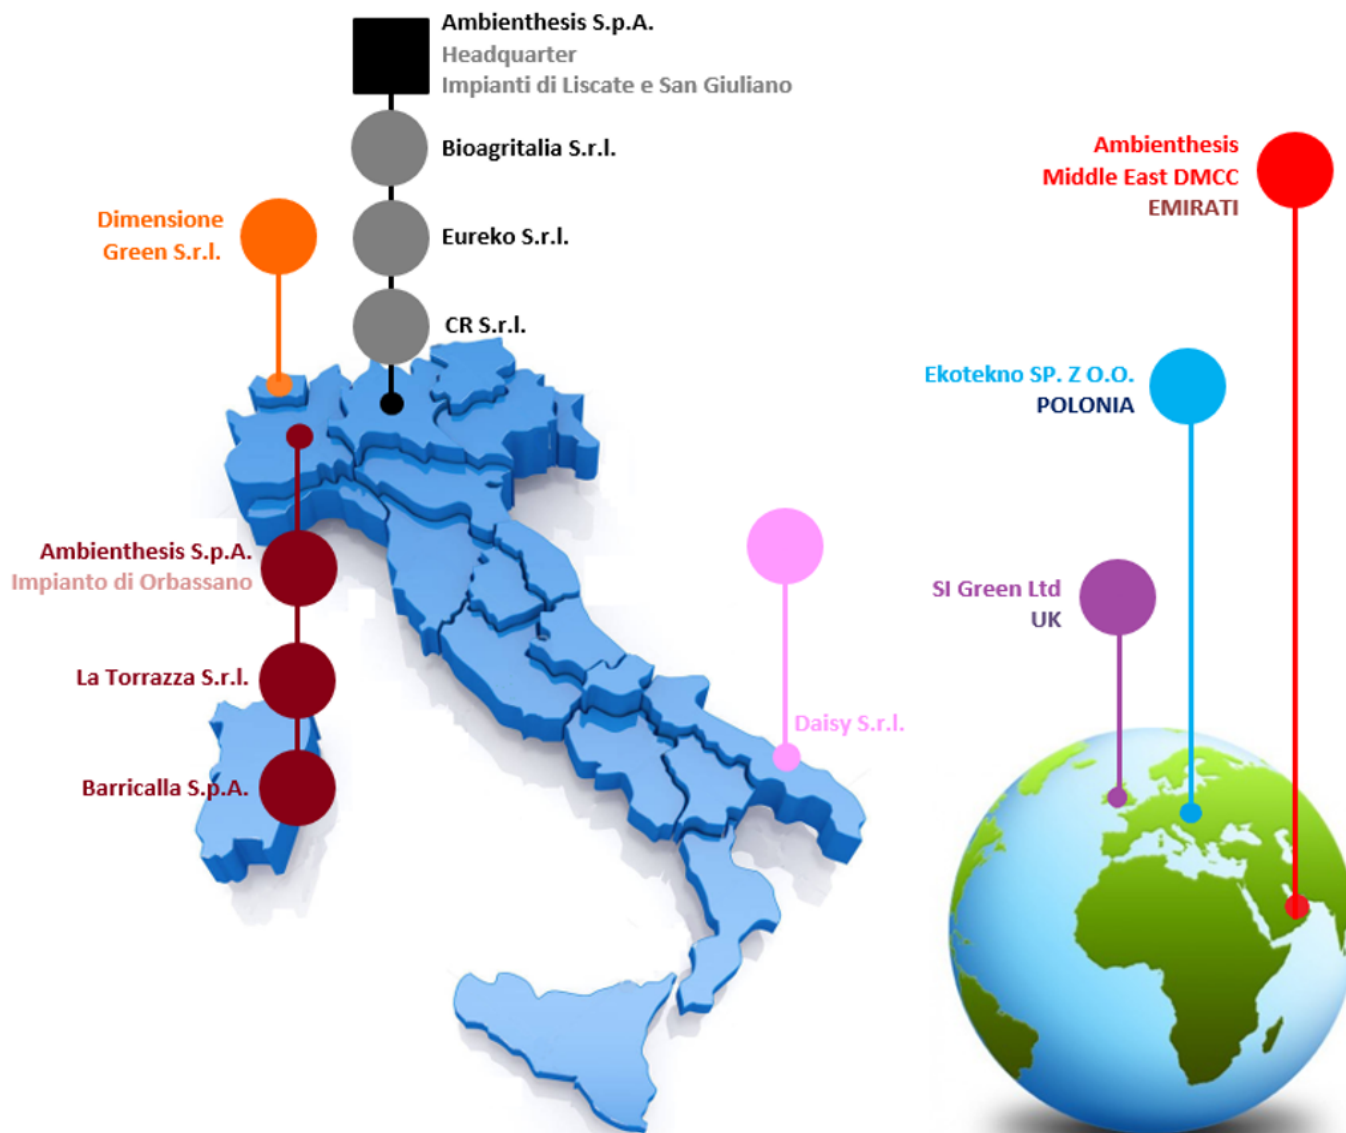 Ambienthesis S.p.A.
Headquarter
Impianti di Liscate e San Giuliano
Bioagritalia S.r.l.
Eureko S.r.l.
CR S.r.l.
Dimensione
Green S.r.l.
Ambienthesis S.p.A.
Impianto di Orbassano
La Torrazza S.r.l.
Barricalla S.p.A.
Daisy S.r.l.
Ambienthesis
Middle East DMCC
EMIRATI
Ekotekno SP. Z O.O.
POLONIA
SI Green Ltd
UK